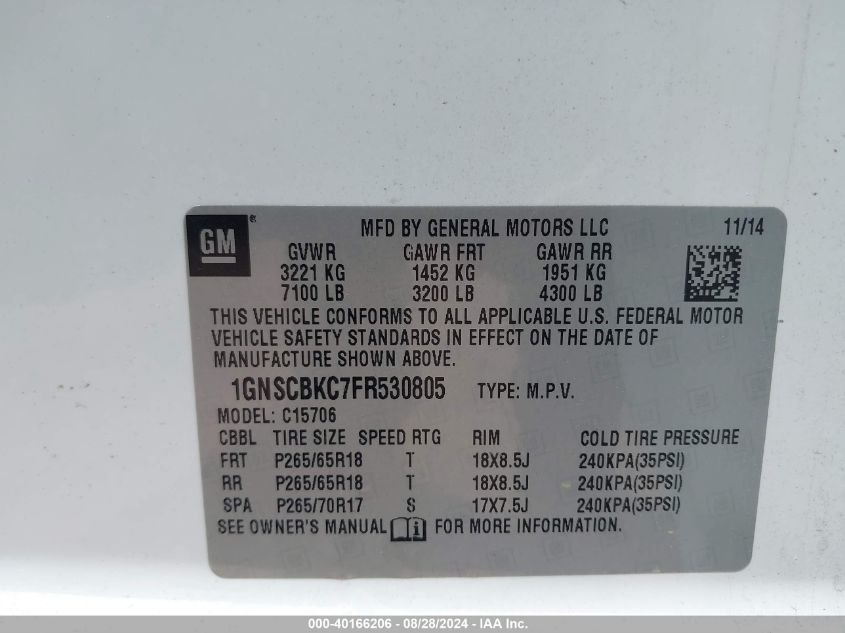 GM ® MFD BY GENERAL MOTORS LLC 11/14
GVWR GAWR FRT GAWR RR
3221 KG 1452 KG 1951 KG
7100 LB 3200 LB 4300 LB
THIS VEHICLE CONFORMS TO ALL APPLICABLE U.S. FEDERAL MOTOR
VEHICLE SAFETY STANDARDS IN EFFECT ON THE DATE OF
MANUFACTURE SHOWN ABOVE.
1GNSCBKC7FR530805 TYPE: M.P.V.
MODEL: C15706
CBBL TIRE SIZE SPEED RTG RIM COLD TIRE PRESSURE
FRT P265/65R18 T 18X8.5J 240KPA(35PSI)
RR P265/65R18 T 18X8.5J 240KPA(35PSI)
SPA P265/70R17 S 17X7.5J 240KPA(35PSI)
SEE OWNER'S MANUAL i FOR MORE INFORMATION.
000-40166206 - 08/28/2024 - IAA Inc.